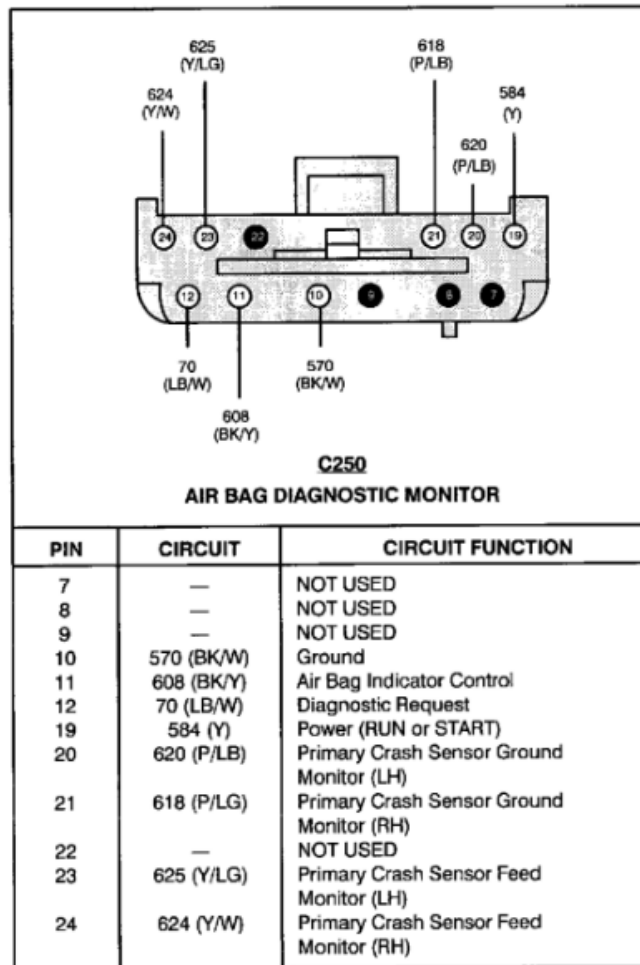 625
(Y/LG)
618
(P/LB)
624
(Y/W)
584
(Y)
620
(P/LB)
24 23 22 21 20 19
12 11 10 9 8 7
70
(LB/W)
570
(BK/W)
608
(BK/Y)
C250
AIR BAG DIAGNOSTIC MONITOR
PIN CIRCUIT CIRCUIT FUNCTION
7 — NOT USED
8 — NOT USED
9 — NOT USED
10 570 (BK/W) Ground
11 608 (BK/Y) Air Bag Indicator Control
12 70 (LB/W) Diagnostic Request
19 584 (Y) Power (RUN or START)
20 620 (P/LB) Primary Crash Sensor Ground
Monitor (LH)
21 618 (P/LG) Primary Crash Sensor Ground
Monitor (RH)
22 — NOT USED
23 625 (Y/LG) Primary Crash Sensor Feed
Monitor (LH)
24 624 (Y/W) Primary Crash Sensor Feed
Monitor (RH)